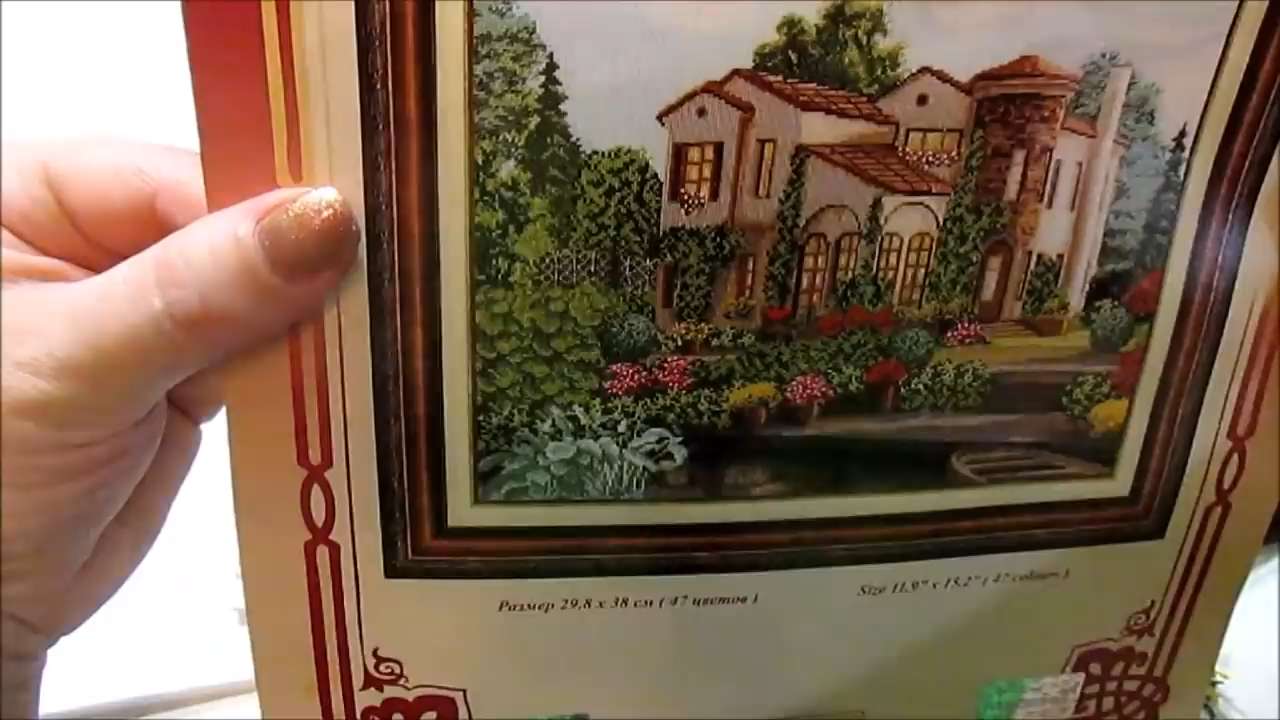 Размер 29,8 x 38 см ( 47 цветов )
Size 11.9" x 15.2" ( 47 colours )